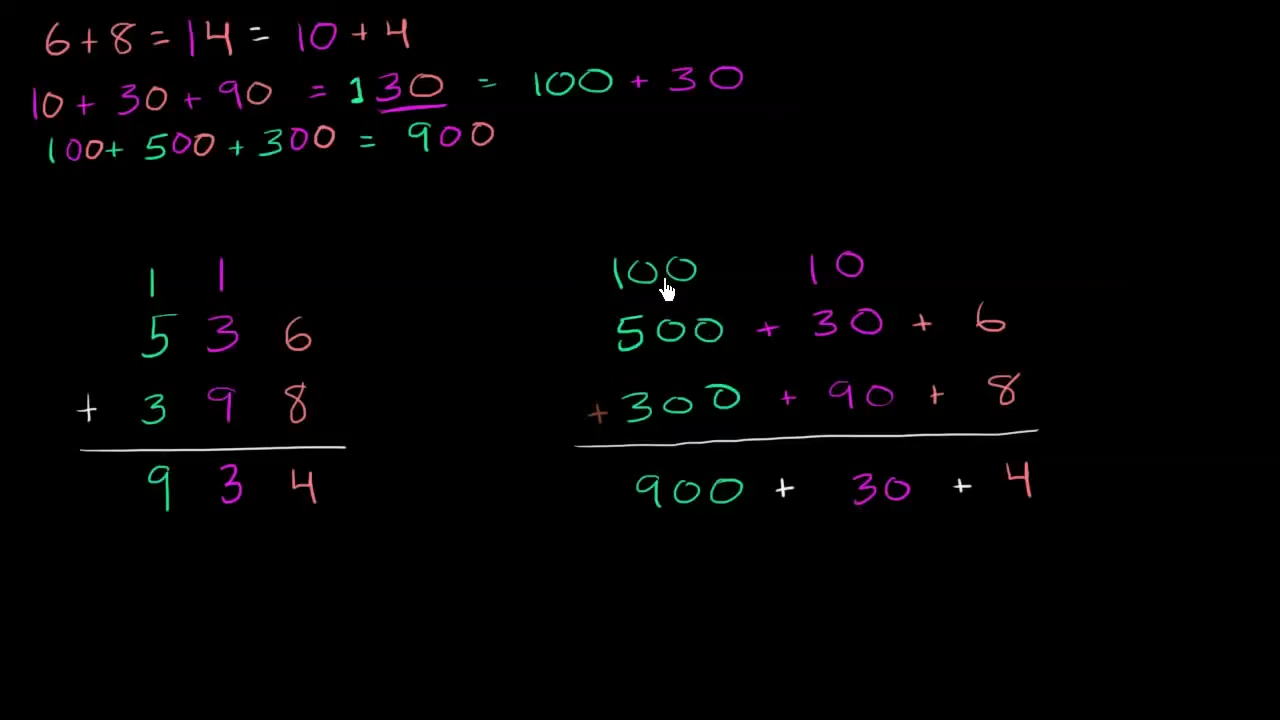 6 + 8 = 14 = 10 + 4
10 + 30 + 90 = 130 = 100 + 30
100 + 500 + 300 = 900
1 1
5 3 6
+ 3 9 8
9 3 4
100 10
500 + 30 + 6
+ 300 + 90 + 8
900 + 30 + 4